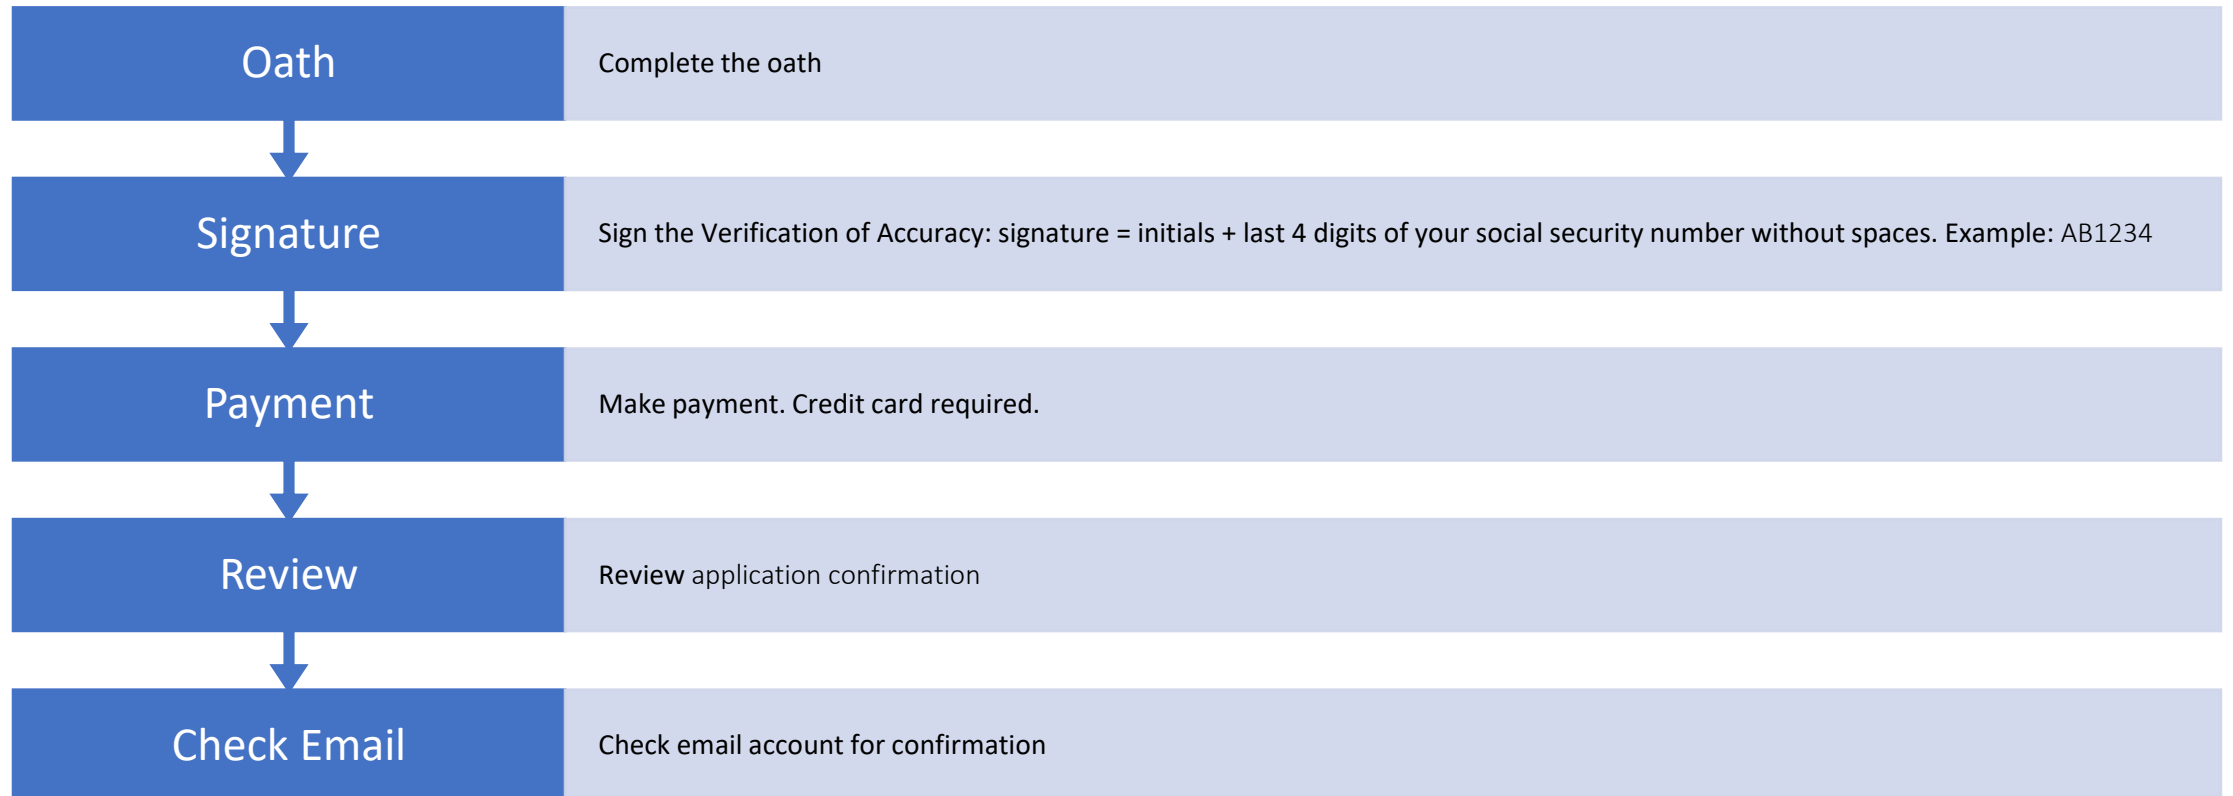 Oath
Complete the oath
Signature
Sign the Verification of Accuracy: signature = initials + last 4 digits of your social security number without spaces. Example: AB1234
Payment
Make payment. Credit card required.
Review
Review application confirmation
Check Email
Check email account for confirmation